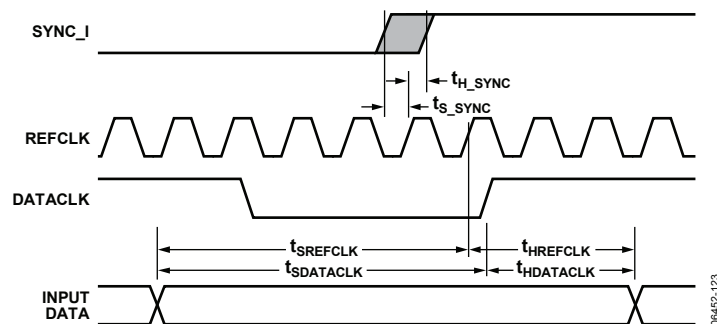 SYNC_I
tH_SYNC
tS_SYNC
REFCLK
DATACLK
tSREFCLK
tHREFCLK
tSDATACLK
tHDATACLK
INPUT
DATA
06452-123